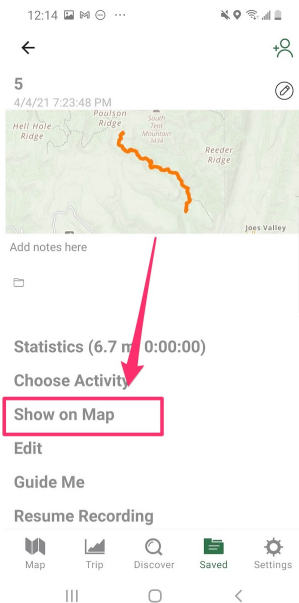 12:14
5
4/4/21 7:23:48 PM
Poulson
Ridge
Hell Hole
Ridge
South
Tent
Mountain
3434
Reeder
Ridge
Joes Valley
Add notes here
Statistics (6.7 m 0:00:00)
Choose Activity
Show on Map
Edit
Guide Me
Resume Recording
Map Trip Discover Saved Settings